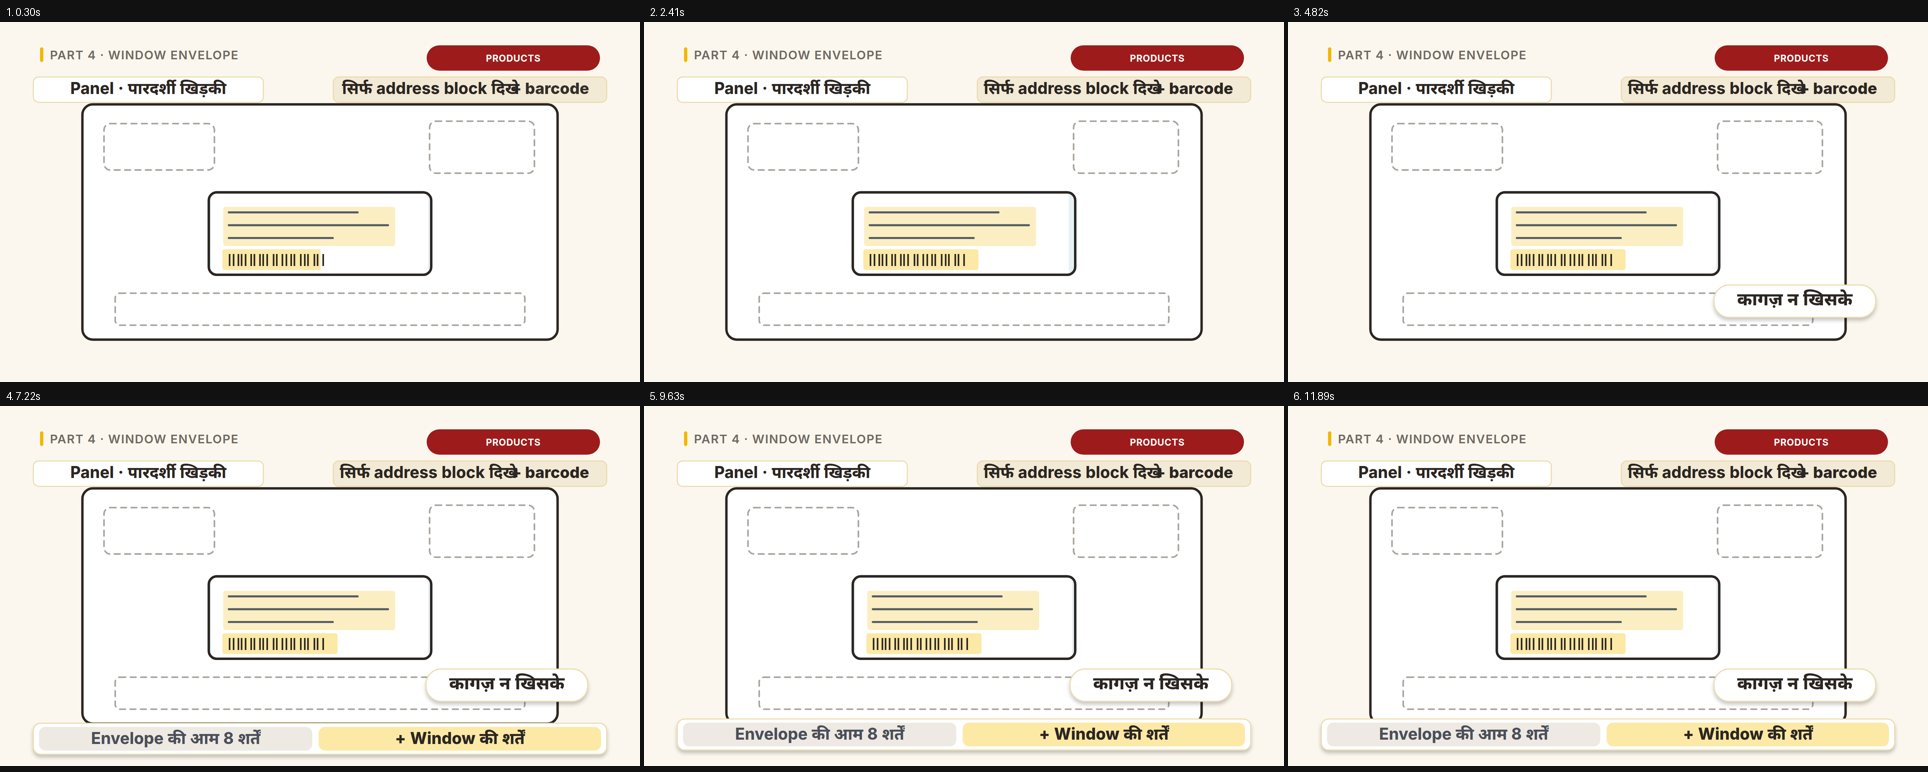 1. 0.30s
PART 4 · WINDOW ENVELOPE
PRODUCTS
Panel · पारदर्शी खिड़की
सिर्फ address block दिखे + barcode
2. 2.41s
PART 4 · WINDOW ENVELOPE
PRODUCTS
Panel · पारदर्शी खिड़की
सिर्फ address block दिखे + barcode
3. 4.82s
PART 4 · WINDOW ENVELOPE
PRODUCTS
Panel · पारदर्शी खिड़की
सिर्फ address block दिखे + barcode
कागज़ न खिसके
4. 7.22s
PART 4 · WINDOW ENVELOPE
PRODUCTS
Panel · पारदर्शी खिड़की
सिर्फ address block दिखे + barcode
कागज़ न खिसके
Envelope की आम 8 शर्तें
+ Window की शर्तें
5. 9.63s
PART 4 · WINDOW ENVELOPE
PRODUCTS
Panel · पारदर्शी खिड़की
सिर्फ address block दिखे + barcode
कागज़ न खिसके
Envelope की आम 8 शर्तें
+ Window की शर्तें
6. 11.89s
PART 4 · WINDOW ENVELOPE
PRODUCTS
Panel · पारदर्शी खिड़की
सिर्फ address block दिखे + barcode
कागज़ न खिसके
Envelope की आम 8 शर्तें
+ Window की शर्तें